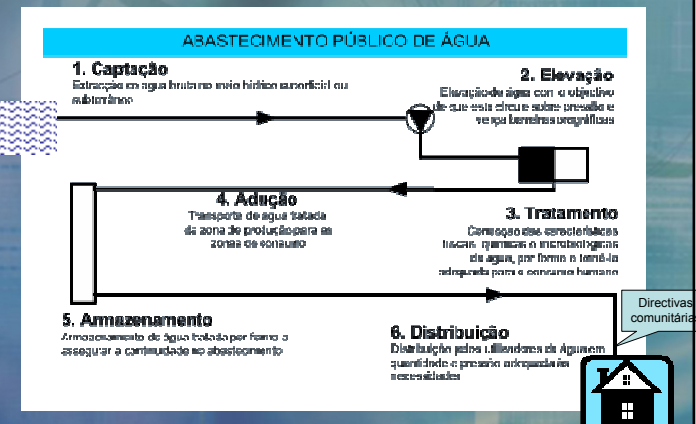 ABASTECIMENTO PÚBLICO DE ÁGUA
1. Captação
Extracção de água bruta no meio hídrico superficial ou
subterrâneo
2. Elevação
Elevação de água com o objectivo
de que esta circule sobre pressão e
vença barreiras orográficas
4. Adução
Transporte de água tratada
da zona de produção para as
zonas de consumo
3. Tratamento
Correcção das características
físicas, químicas e microbiológicas
da água, por forma a torná-la
adequada para o consumo humano
5. Armazenamento
Armazenamento de água tratada por forma a
assegurar a continuidade no abastecimento
6. Distribuição
Distribuição pelos utilizadores de água em
quantidade e pressão adequada às
necessidades
Directivas
comunitária